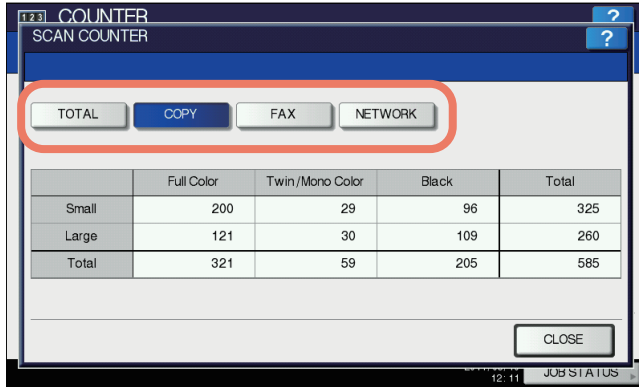 123 COUNTER ?
SCAN COUNTER ?
TOTAL COPY FAX NETWORK
Full Color Twin/Mono Color Black Total
Small 200 29 96 325
Large 121 30 109 260
Total 321 59 205 585
CLOSE
12:11 JOB STATUS